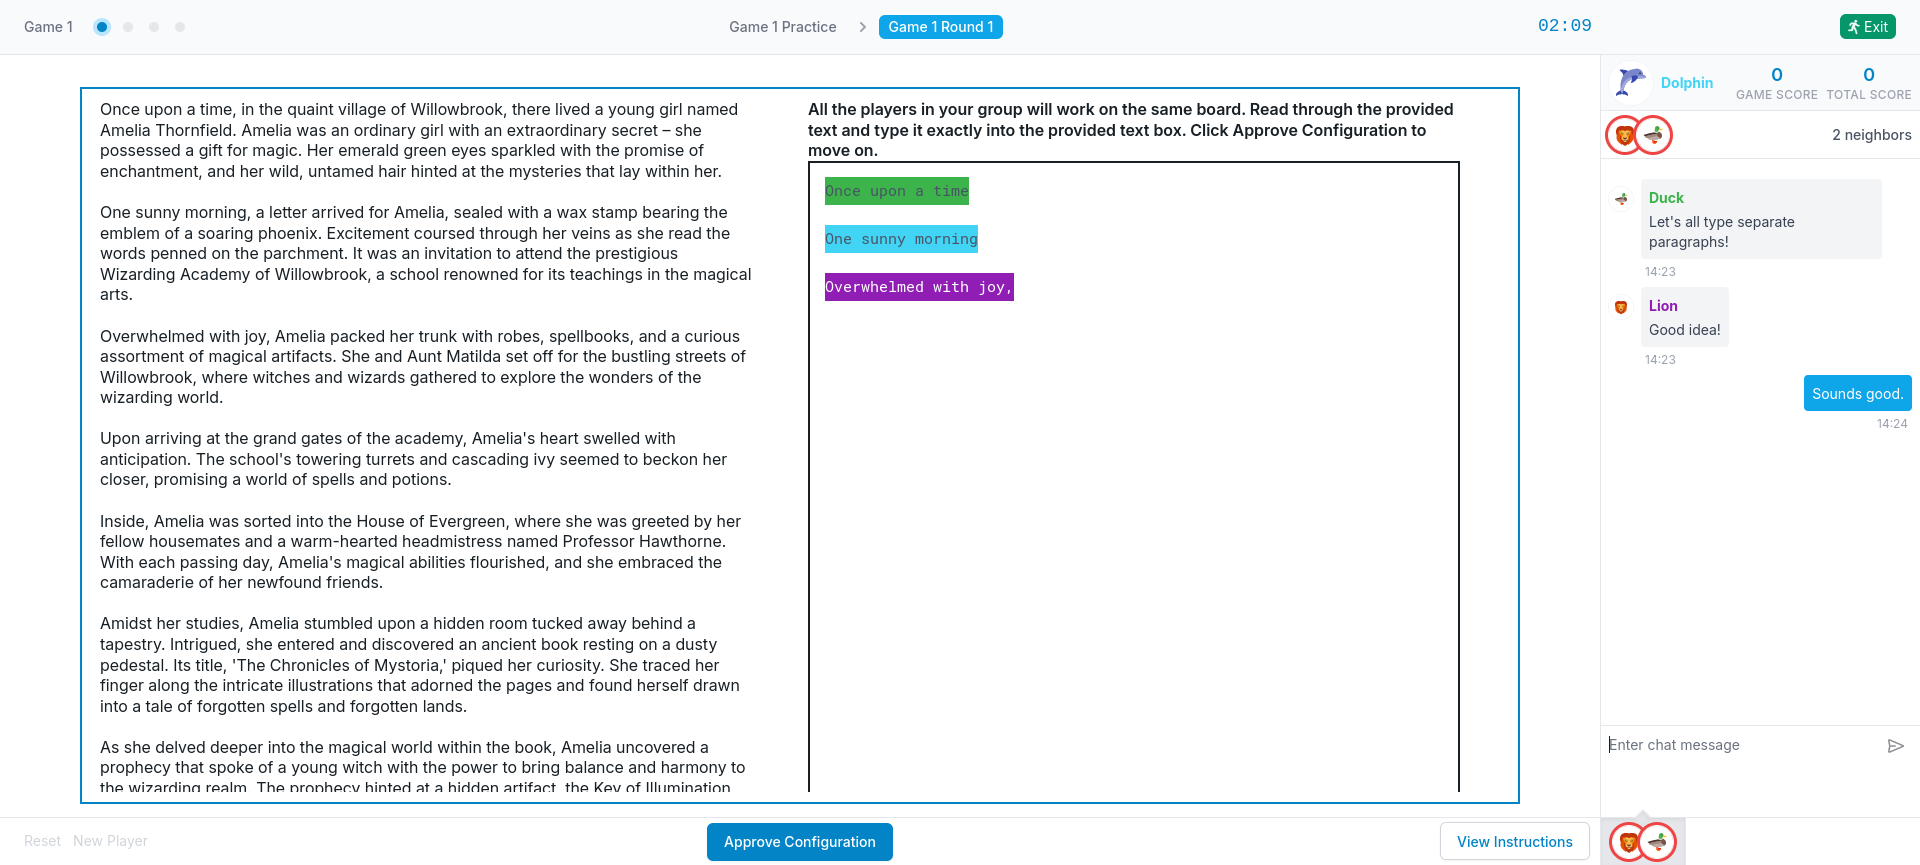 Game 1
Game 1 Practice
Game 1 Round 1
02:09
Exit
Once upon a time, in the quaint village of Willowbrook, there lived a young girl named
Amelia Thornfield. Amelia was an ordinary girl with an extraordinary secret – she
possessed a gift for magic. Her emerald green eyes sparkled with the promise of
enchantment, and her wild, untamed hair hinted at the mysteries that lay within her.
One sunny morning, a letter arrived for Amelia, sealed with a wax stamp bearing the
emblem of a soaring phoenix. Excitement coursed through her veins as she read the
words penned on the parchment. It was an invitation to attend the prestigious
Wizarding Academy of Willowbrook, a school renowned for its teachings in the magical
arts.
Overwhelmed with joy, Amelia packed her trunk with robes, spellbooks, and a curious
assortment of magical artifacts. She and Aunt Matilda set off for the bustling streets of
Willowbrook, where witches and wizards gathered to explore the wonders of the
wizarding world.
Upon arriving at the grand gates of the academy, Amelia's heart swelled with
anticipation. The school's towering turrets and cascading ivy seemed to beckon her
closer, promising a world of spells and potions.
Inside, Amelia was sorted into the House of Evergreen, where she was greeted by her
fellow housemates and a warm-hearted headmistress named Professor Hawthorne.
With each passing day, Amelia's magical abilities flourished, and she embraced the
camaraderie of her newfound friends.
Amidst her studies, Amelia stumbled upon a hidden room tucked away behind a
tapestry. Intrigued, she entered and discovered an ancient book resting on a dusty
pedestal. Its title, 'The Chronicles of Mystoria,' piqued her curiosity. She traced her
finger along the intricate illustrations that adorned the pages and found herself drawn
into a tale of forgotten spells and forgotten lands.
As she delved deeper into the magical world within the book, Amelia uncovered a
prophecy that spoke of a young witch with the power to bring balance and harmony to
the wizarding realm. The prophecy hinted at a hidden artifact, the Key of Illumination
All the players in your group will work on the same board. Read through the provided
text and type it exactly into the provided text box. Click Approve Configuration to
move on.
Once upon a time
One sunny morning
Overwhelmed with joy,
Dolphin
0
GAME SCORE
0
TOTAL SCORE
2 neighbors
Duck
Let's all type separate
paragraphs!
14:23
Lion
Good idea!
14:23
Sounds good.
14:24
Enter chat message
Reset
New Player
Approve Configuration
View Instructions